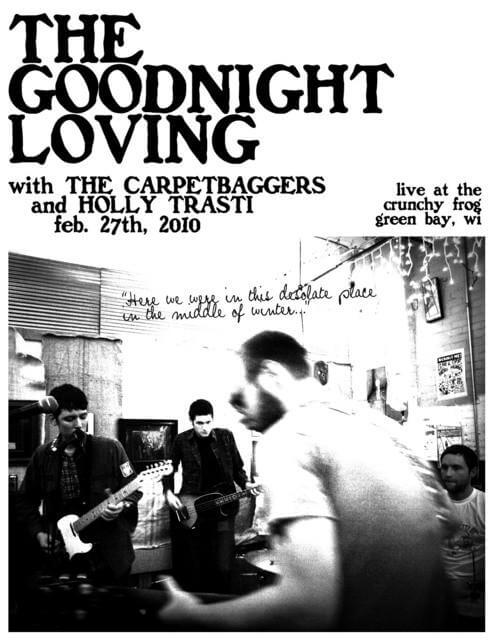 THE
GOODNIGHT
LOVING
with THE CARPETBAGGERS
and HOLLY TRASTI
feb. 27th, 2010
live at the
crunchy frog
green bay, wi
"Here we were in this desolate place
in the middle of winter..."